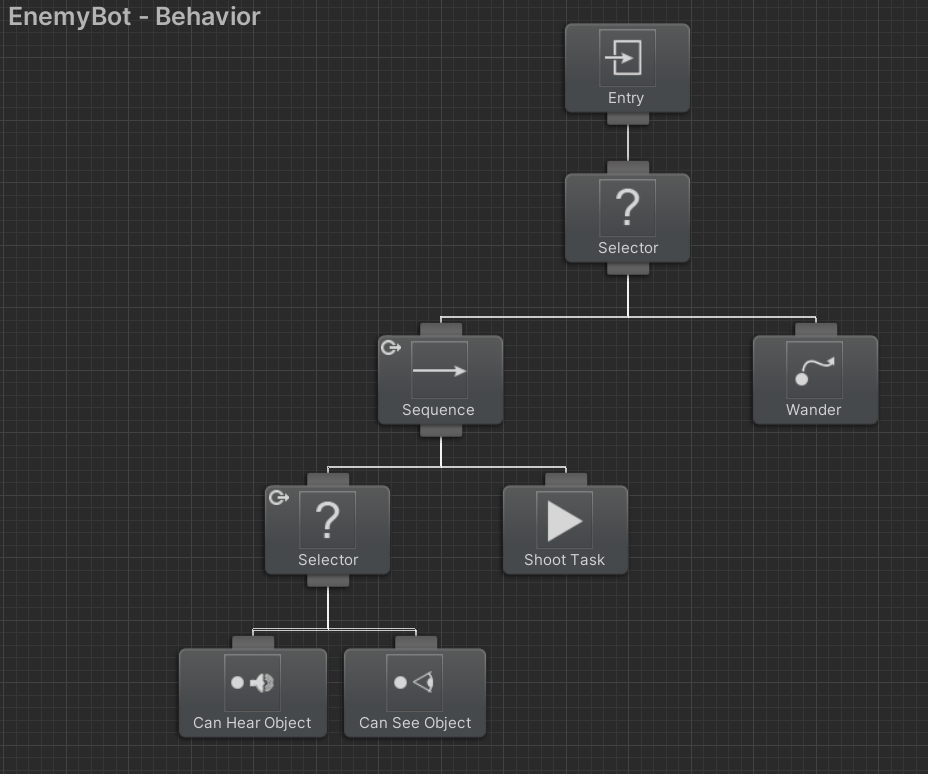 EnemyBot - Behavior
Entry
Selector
Sequence
Wander
Selector
Shoot Task
Can Hear Object
Can See Object